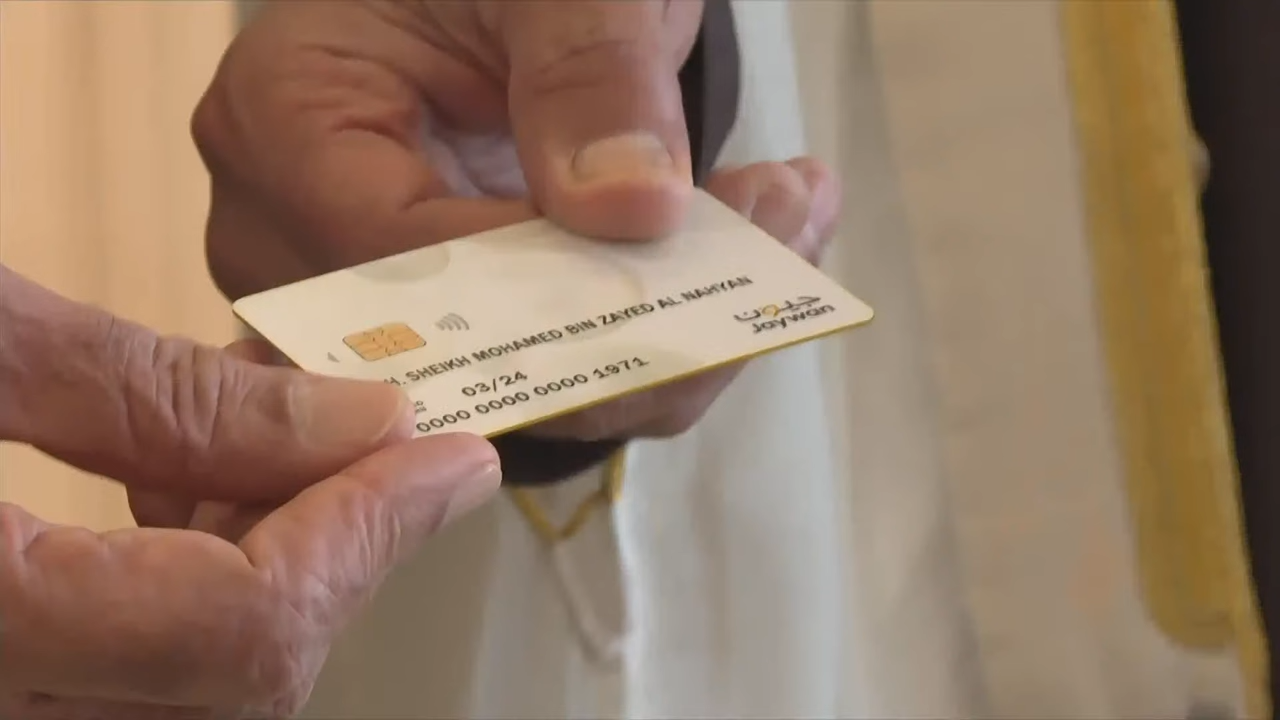 H. SHEIKH MOHAMED BIN ZAYED AL NAHYAN
جيون
Jaywan
03/24
0000 0000 0000 1971